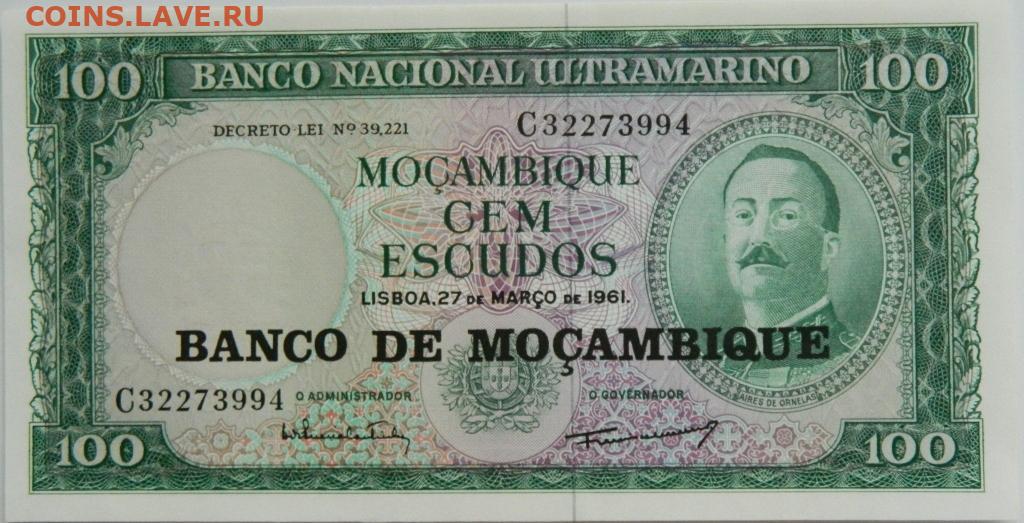 COINS.LAVE.RU
100 BANCO NACIONAL ULTRAMARINO 100
DECRETO-LEI Nº 39,221 C32273994
MOÇAMBIQUE
CEM
ESCUDOS
LISBOA, 27 DE MARÇO DE 1961.
BANCO DE MOÇAMBIQUE
C32273994 O ADMINISTRADOR O GOVERNADOR AIRES DE ORNELAS
100 100